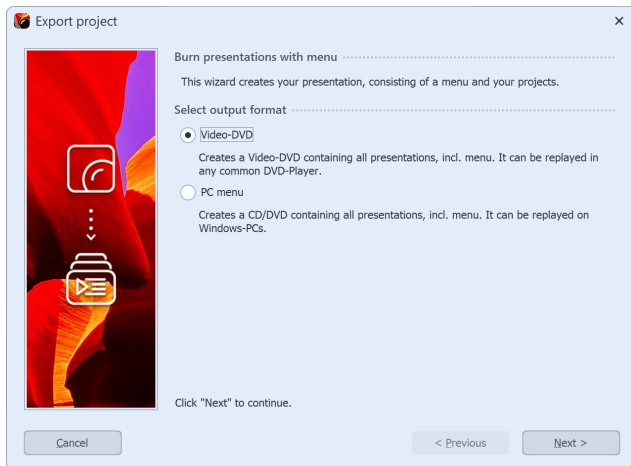 Export project
Burn presentations with menu
This wizard creates your presentation, consisting of a menu and your projects.
Select output format
Video-DVD
Creates a Video-DVD containing all presentations, incl. menu. It can be replayed in
any common DVD-Player.
PC menu
Creates a CD/DVD containing all presentations, incl. menu. It can be replayed on
Windows-PCs.
Click "Next" to continue.
Cancel
< Previous
Next >